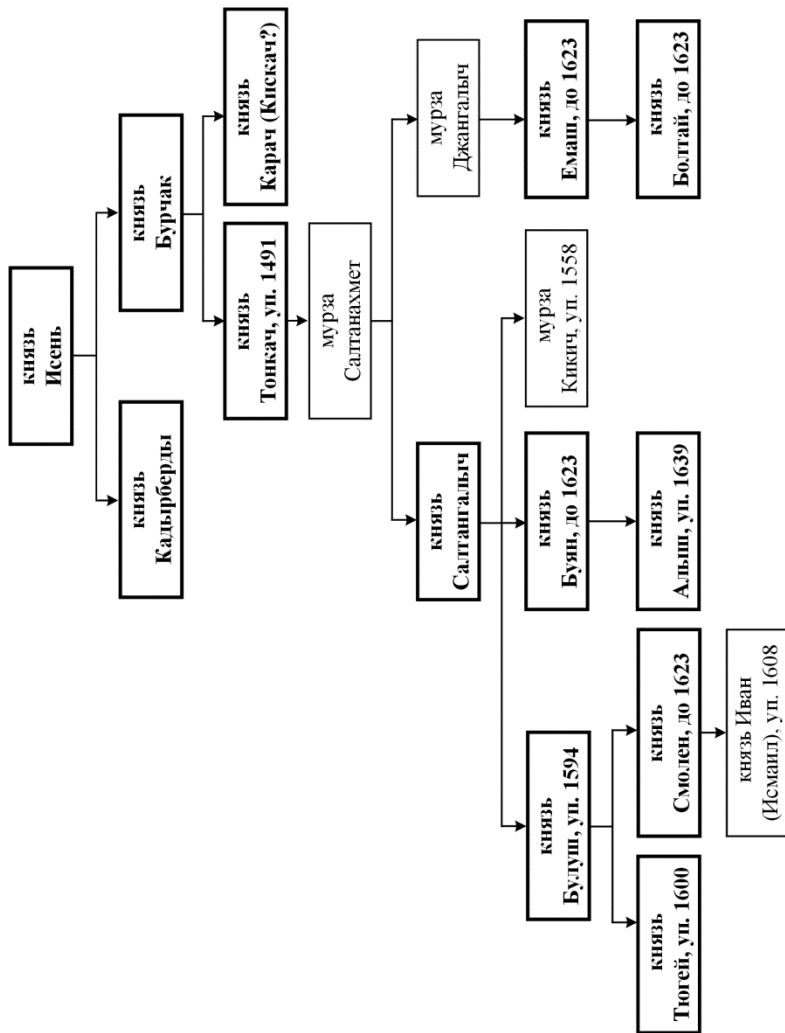 князь
Исень
князь
Кадырберды
князь
Бурчак
князь
Тонкач, уп. 1491
князь
Карач (Кискач?)
мурза
Салтанахмет
князь
Салтангалыч
мурза
Джангалыч
князь
Булуш, уп. 1594
князь
Буян, до 1623
мурза
Кикич, уп. 1558
князь
Емаш, до 1623
князь
Тюгей, уп. 1600
князь
Смолен, до 1623
князь
Алыш, уп. 1639
князь
Болтай, до 1623
князь Иван
(Исмаил), уп. 1608